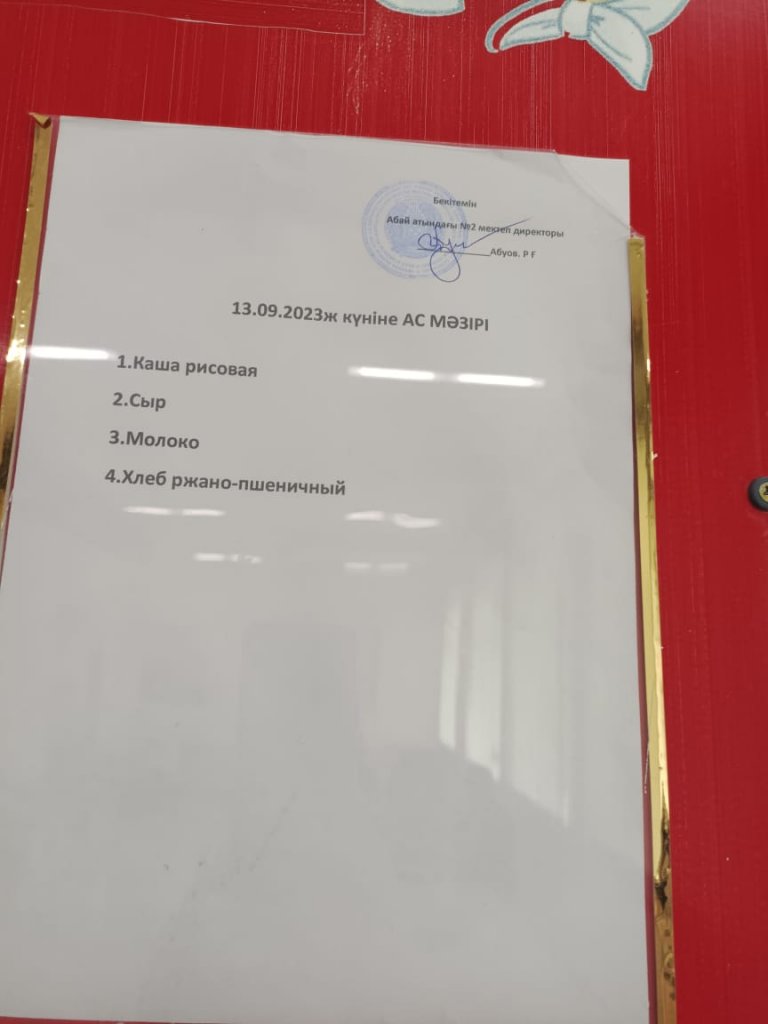 Бекітемін
Абай атындағы №2 мектеп директоры
Абуов. Р Ғ
13.09.2023ж күніне АС МӘЗІРІ
1.Каша рисовая
2.Сыр
3.Молоко
4.Хлеб ржано-пшеничный